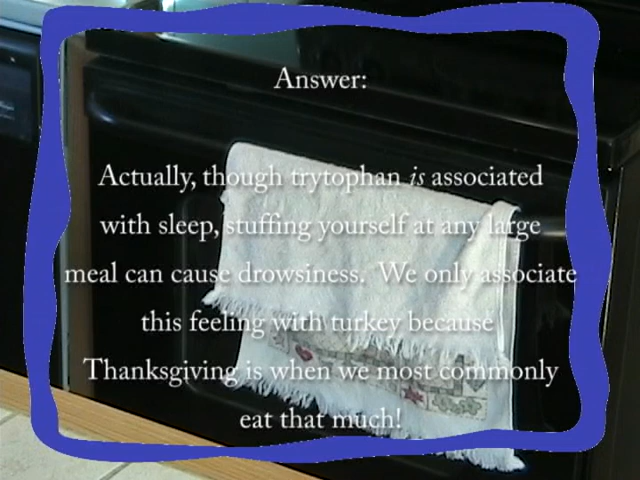 Answer:
Actually, though trytophan is associated
with sleep, stuffing yourself at any large
meal can cause drowsiness. We only associate
this feeling with turkey because
Thanksgiving is when we most commonly
eat that much!